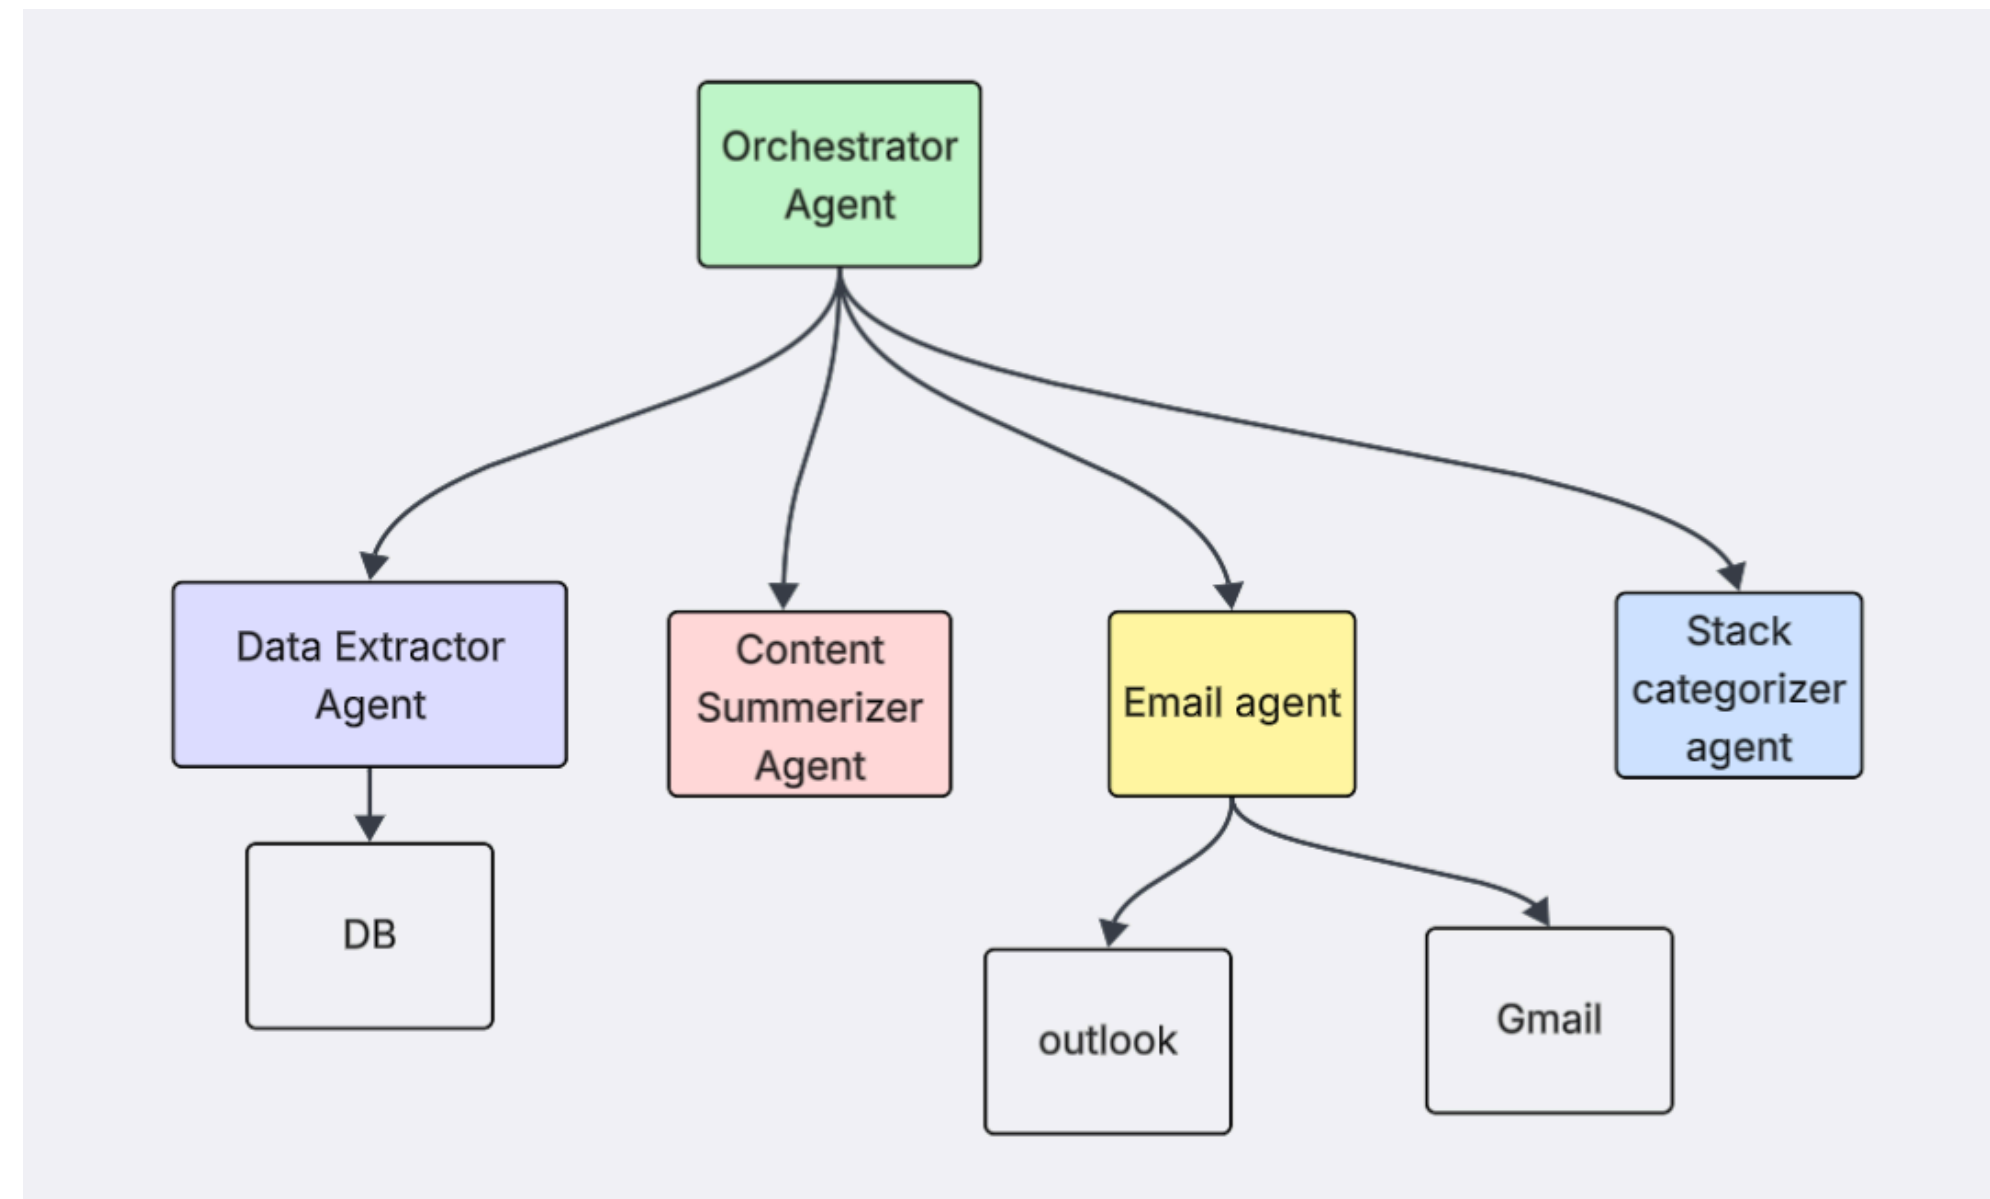 Orchestrator
Agent
Data Extractor
Agent
Content
Summerizer
Agent
Email agent
Stack
categorizer
agent
DB
outlook
Gmail